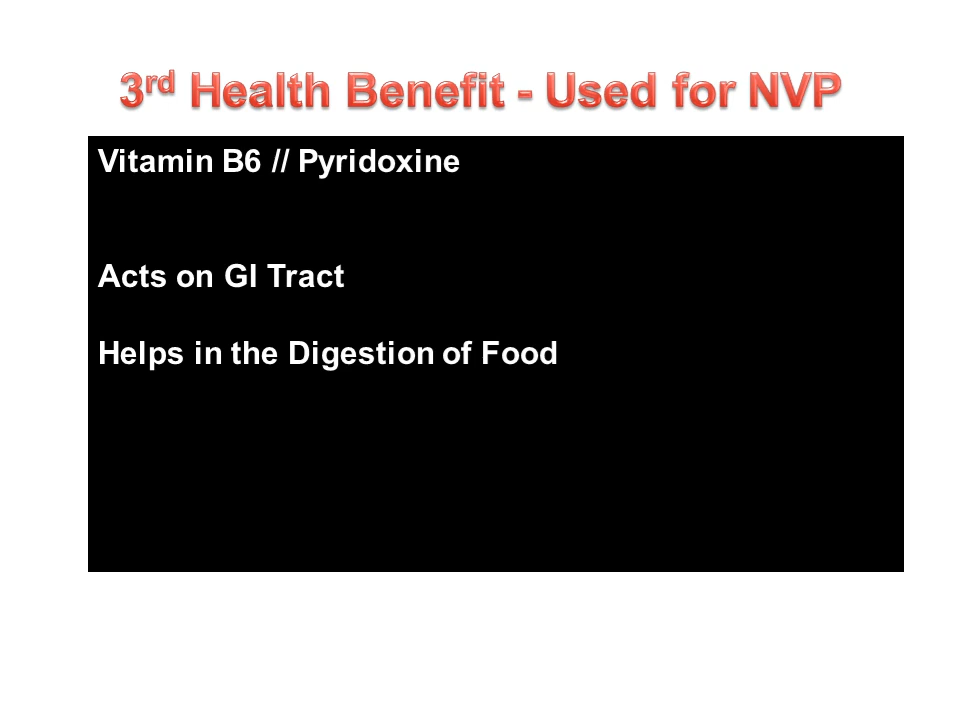 3rd Health Benefit - Used for NVP
Vitamin B6 // Pyridoxine
Acts on GI Tract
Helps in the Digestion of Food